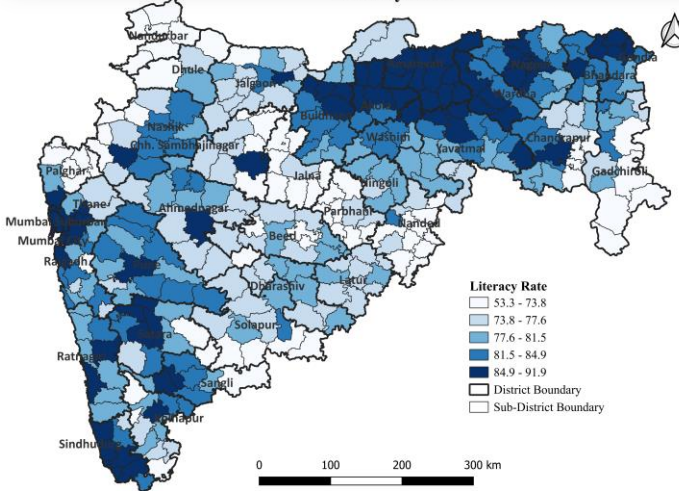 Nandurbar
Dhule
Jalgaon
Nagpur
Gondia
Bhandara
Wardha
Buldhana
Akola
Washim
Nashik
Chh. Sambhajinagar
Yavatmal
Chandrapur
Palghar
Jalna
Hingoli
Gadchiroli
Thane
Ahmednagar
Parbhani
Nanded
Beed
Latur
Dharashiv
Solapur
Ratnagiri
Sangli
Kolhapur
Literacy Rate
53.3 - 73.8
73.8 - 77.6
77.6 - 81.5
81.5 - 84.9
84.9 - 91.9
District Boundary
Sub-District Boundary
0 100 200 300 km